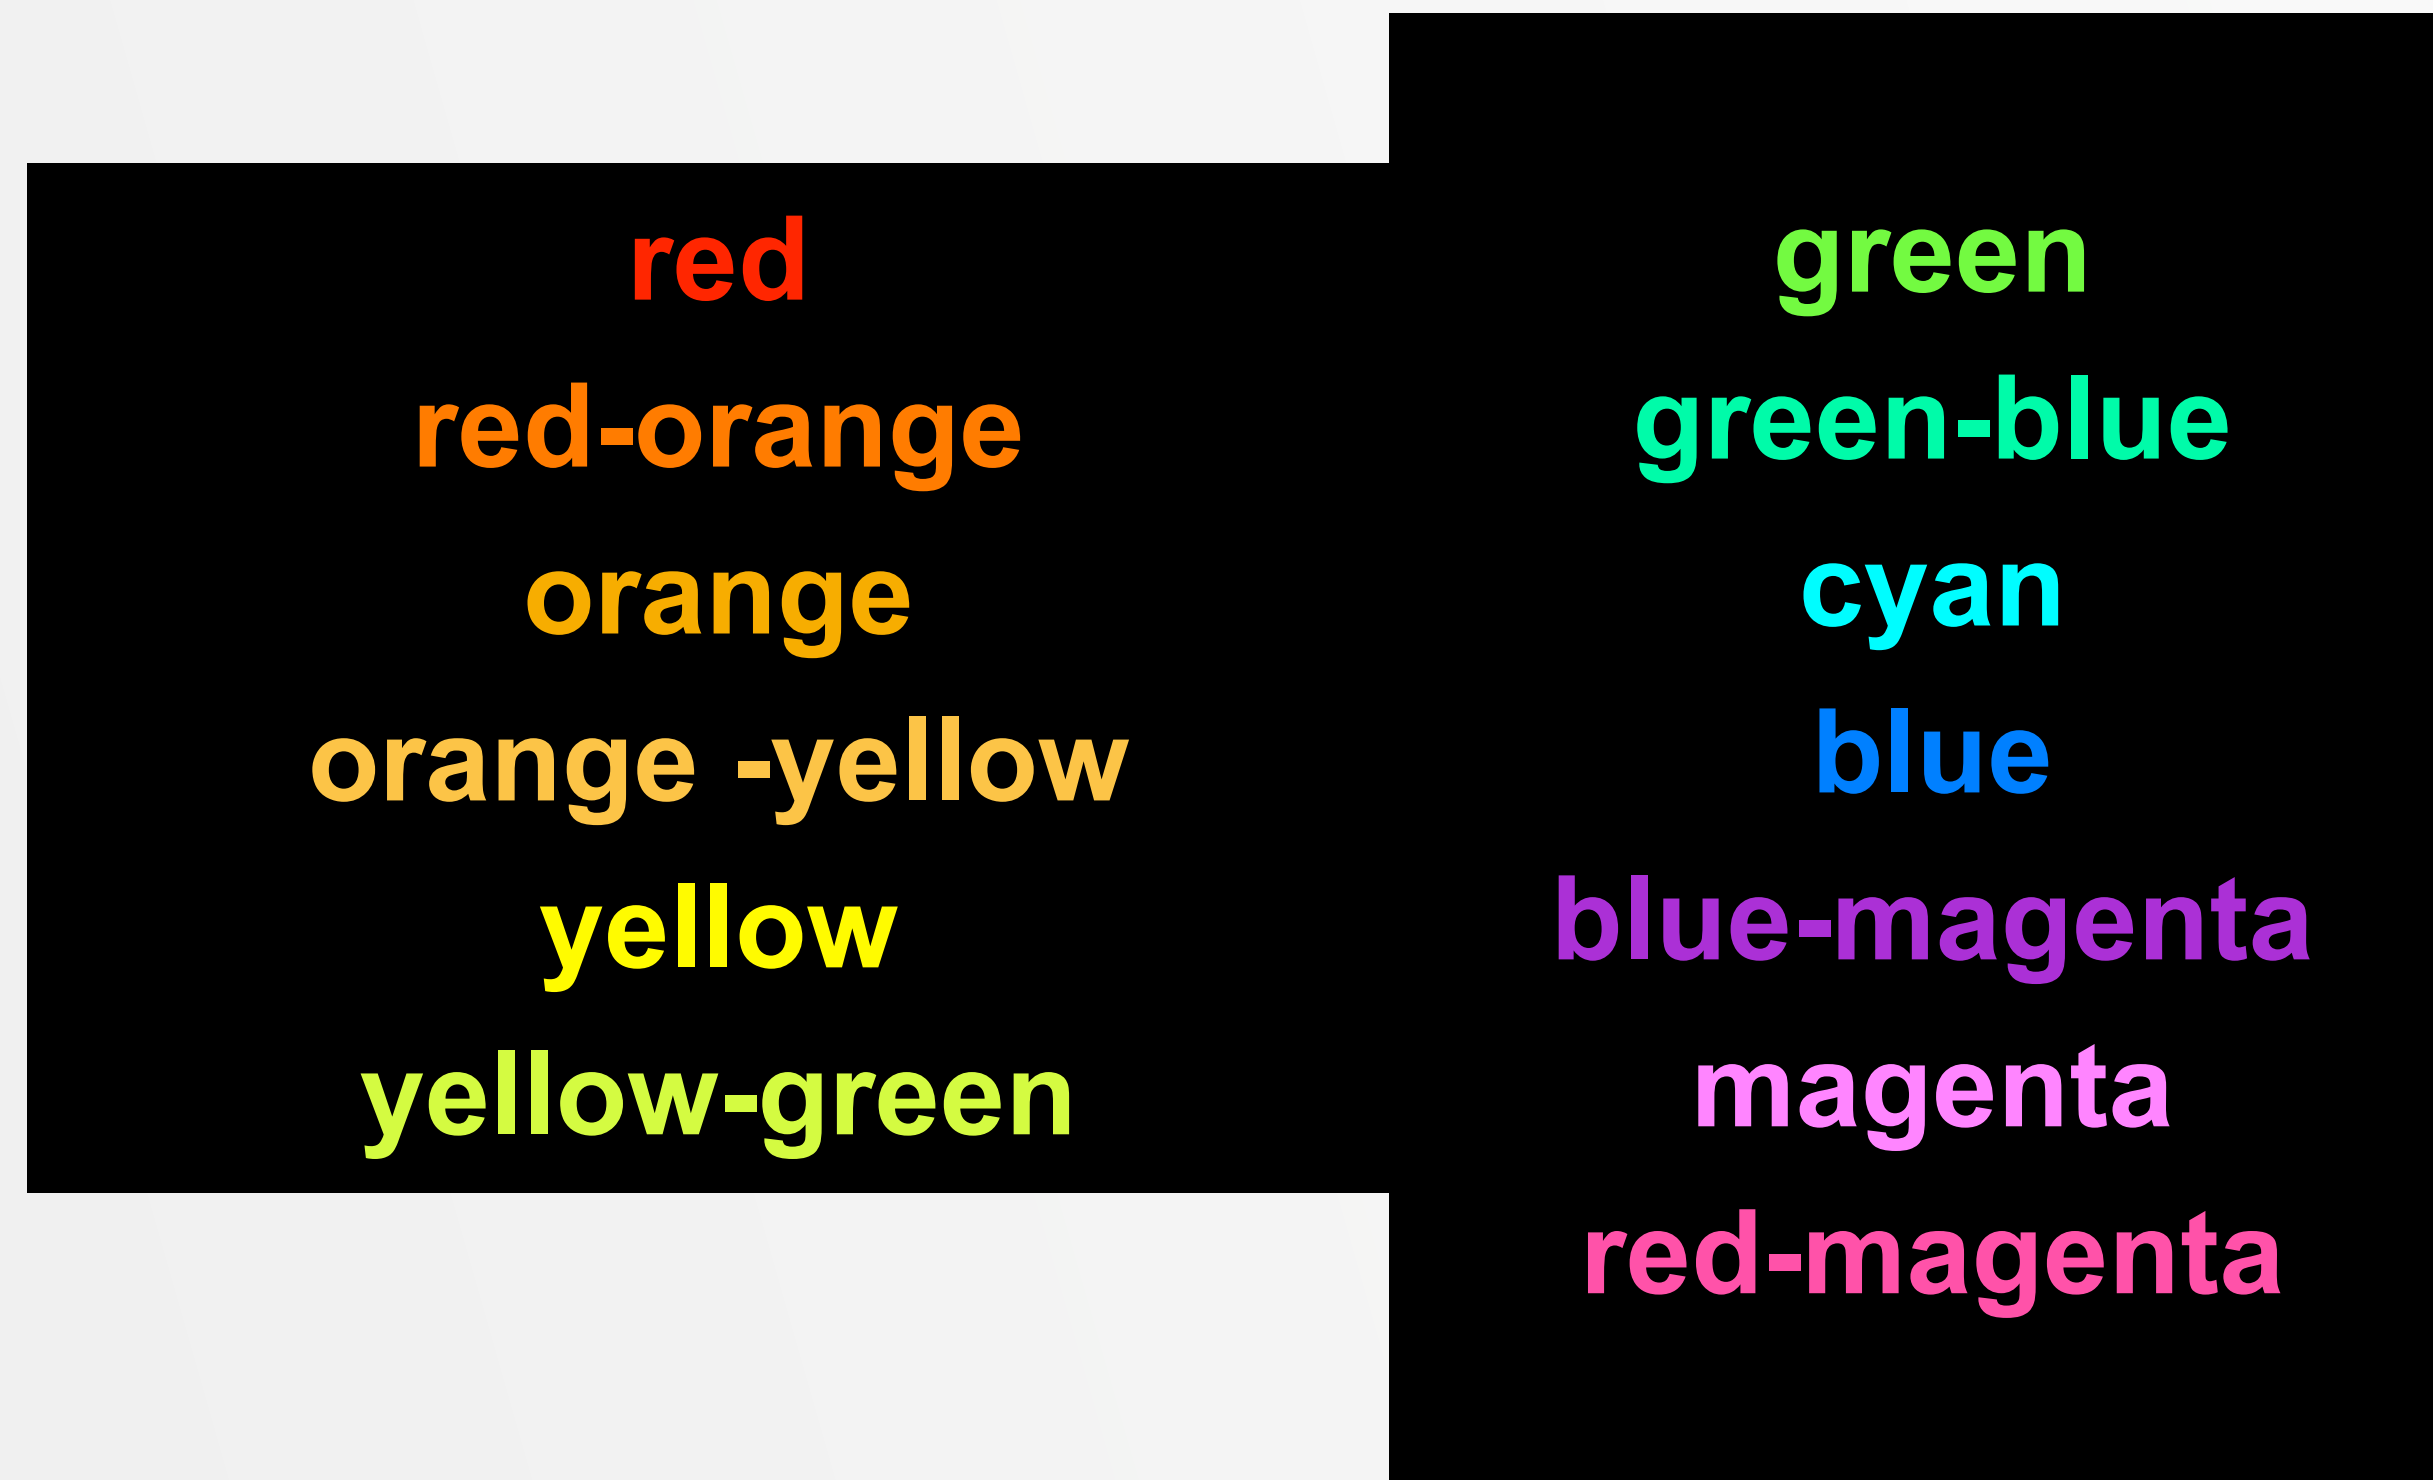 red
red-orange
orange
orange -yellow
yellow
yellow-green
green
green-blue
cyan
blue
blue-magenta
magenta
red-magenta